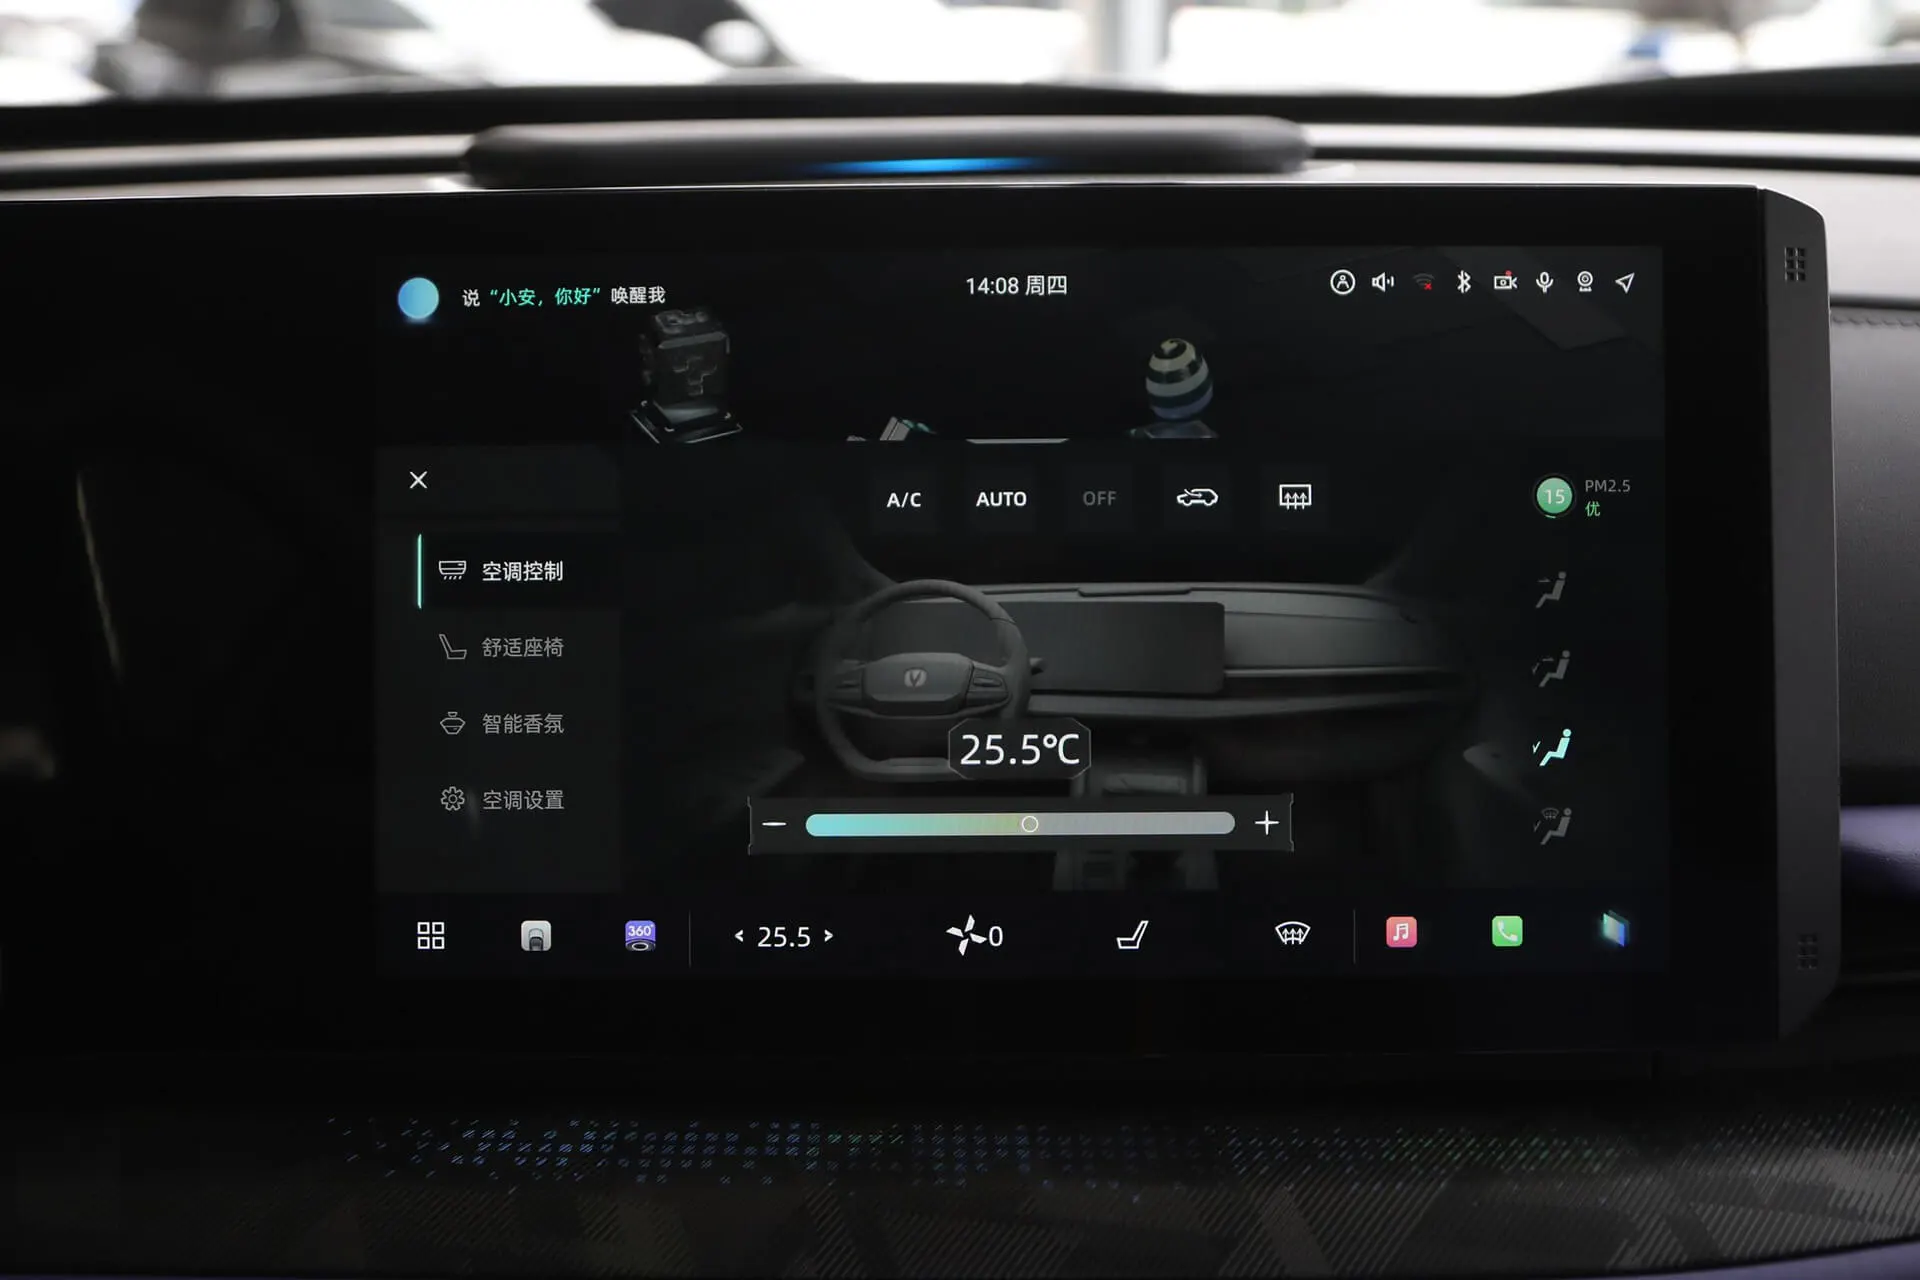 说 “小安，你好” 唤醒我
14:08 周四
A/C
AUTO
OFF
15
PM2.5
优
空调控制
舒适座椅
智能香氛
空调设置
25.5℃
360°
< 25.5 >
0